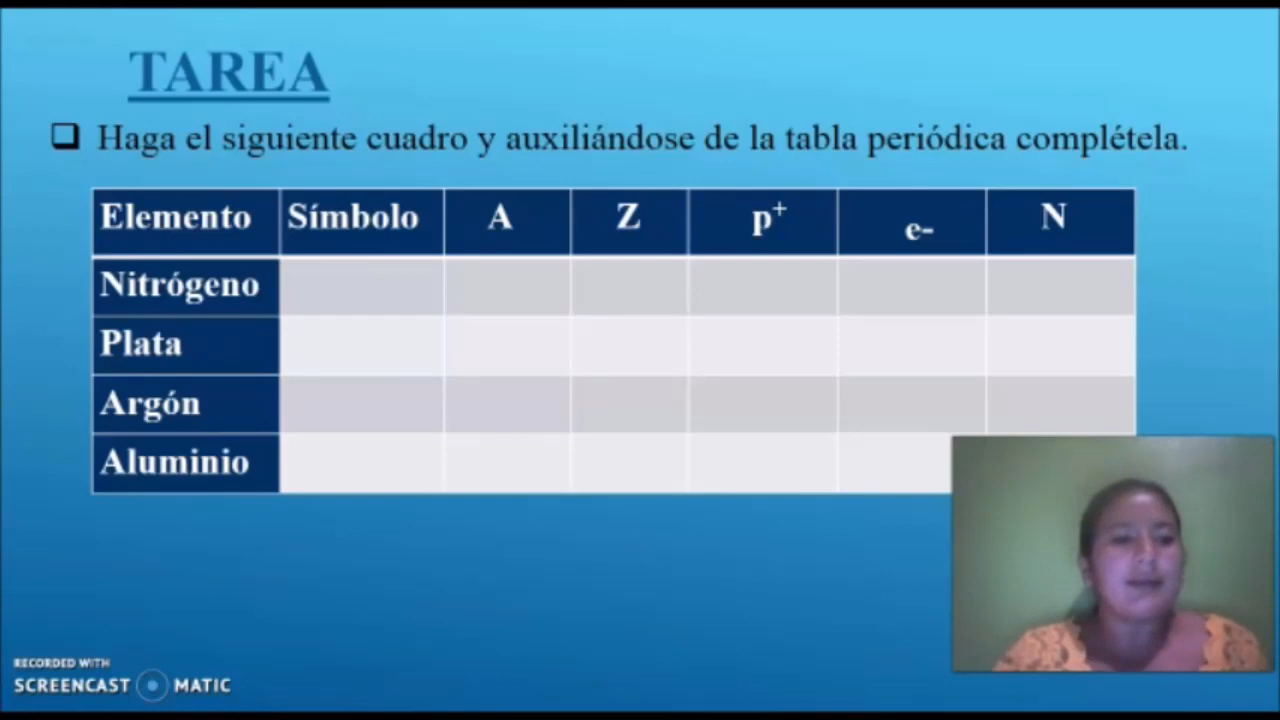 TAREA
❑ Haga el siguiente cuadro y auxiliándose de la tabla periódica complétela.
Elemento Símbolo A Z p⁺ e- N
Nitrógeno
Plata
Argón
Aluminio
RECORDED WITH
SCREENCAST MATIC